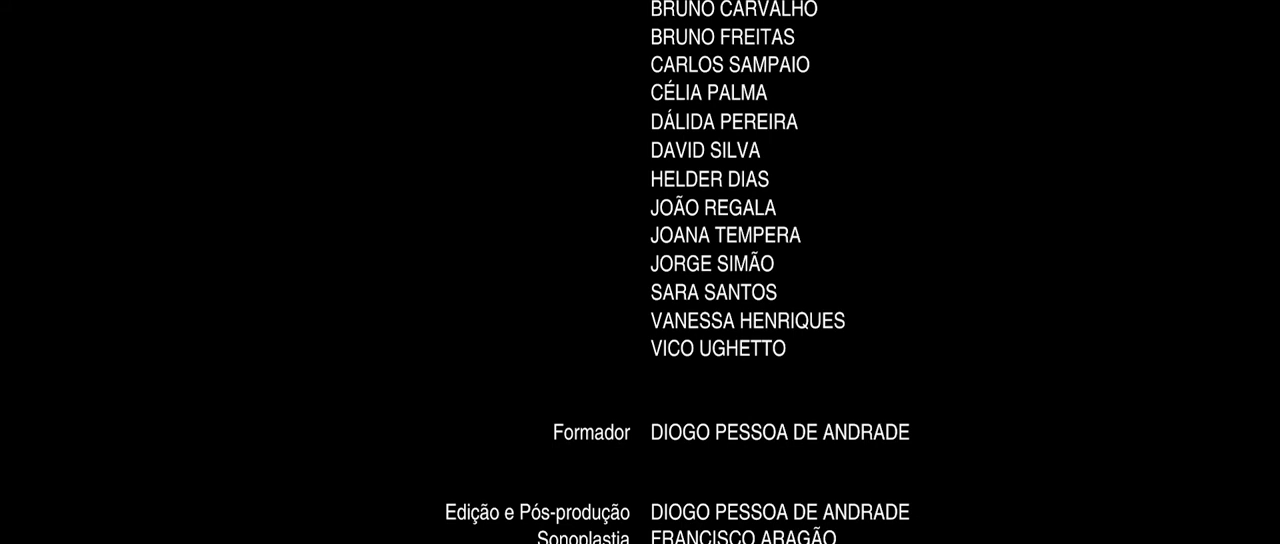 BRUNO CARVALHO
BRUNO FREITAS
CARLOS SAMPAIO
CÉLIA PALMA
DÁLIDA PEREIRA
DAVID SILVA
HELDER DIAS
JOÃO REGALA
JOANA TEMPERA
JORGE SIMÃO
SARA SANTOS
VANESSA HENRIQUES
VICO UGHETTO
Formador DIOGO PESSOA DE ANDRADE
Edição e Pós-produção DIOGO PESSOA DE ANDRADE
Sonoplastia FRANCISCO ARAGÃO